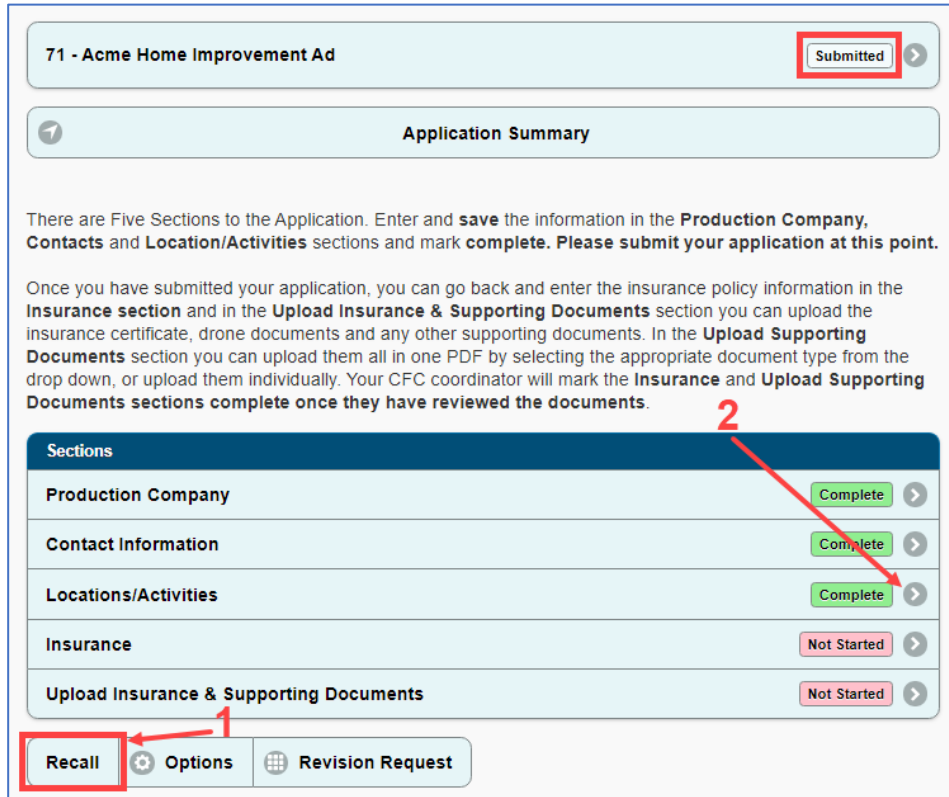 71 - Acme Home Improvement Ad Submitted
Application Summary
There are Five Sections to the Application. Enter and save the information in the Production Company,
Contacts and Location/Activities sections and mark complete. Please submit your application at this point.
Once you have submitted your application, you can go back and enter the insurance policy information in the
Insurance section and in the Upload Insurance & Supporting Documents section you can upload the
insurance certificate, drone documents and any other supporting documents. In the Upload Supporting
Documents section you can upload them all in one PDF by selecting the appropriate document type from the
drop down, or upload them individually. Your CFC coordinator will mark the Insurance and Upload Supporting
Documents sections complete once they have reviewed the documents.
2
Sections
Production Company Complete
Contact Information Complete
Locations/Activities Complete
Insurance Not Started
Upload Insurance & Supporting Documents Not Started
1
Recall Options Revision Request